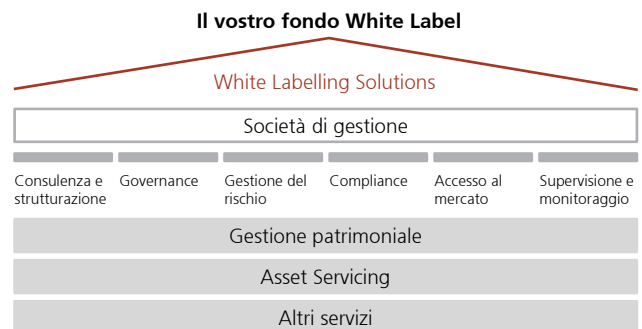 Il vostro fondo White Label
White Labelling Solutions
Società di gestione
Consulenza e
strutturazione
Governance
Gestione del
rischio
Compliance
Accesso al
mercato
Supervisione e
monitoraggio
Gestione patrimoniale
Asset Servicing
Altri servizi